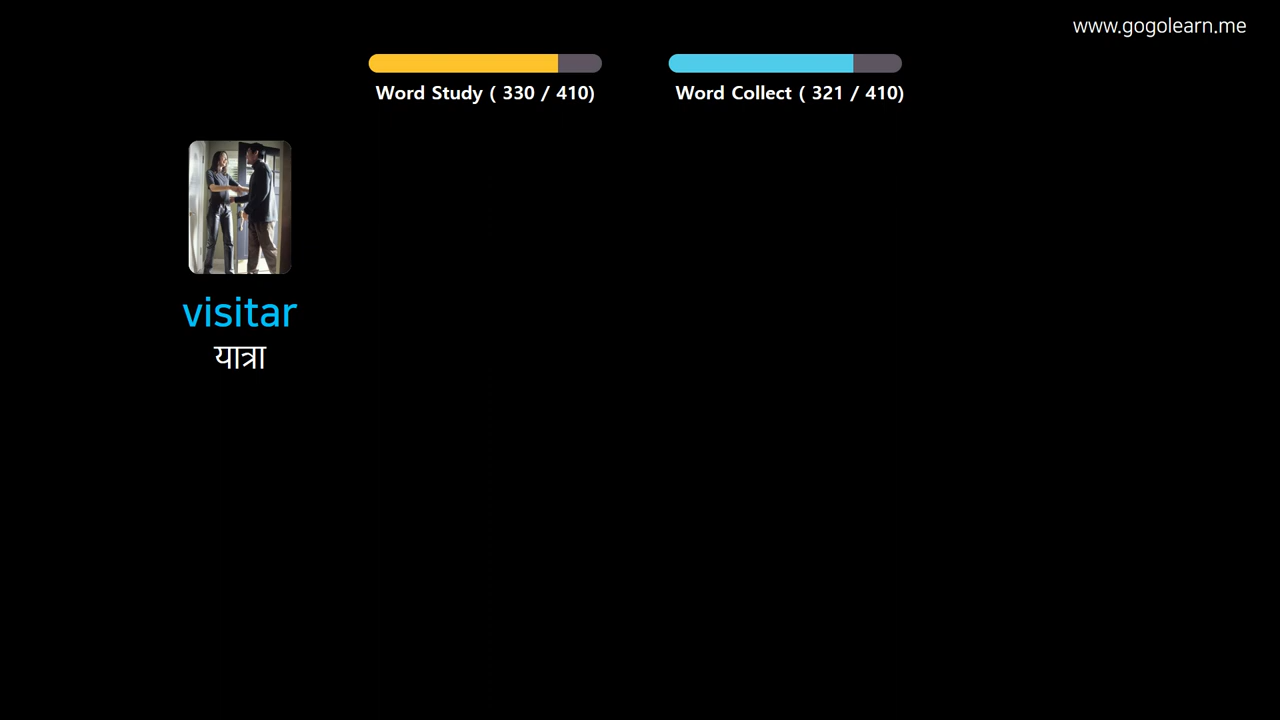 www.gogolearn.me
Word Study ( 330 / 410)
Word Collect ( 321 / 410)
visitar
यात्रा